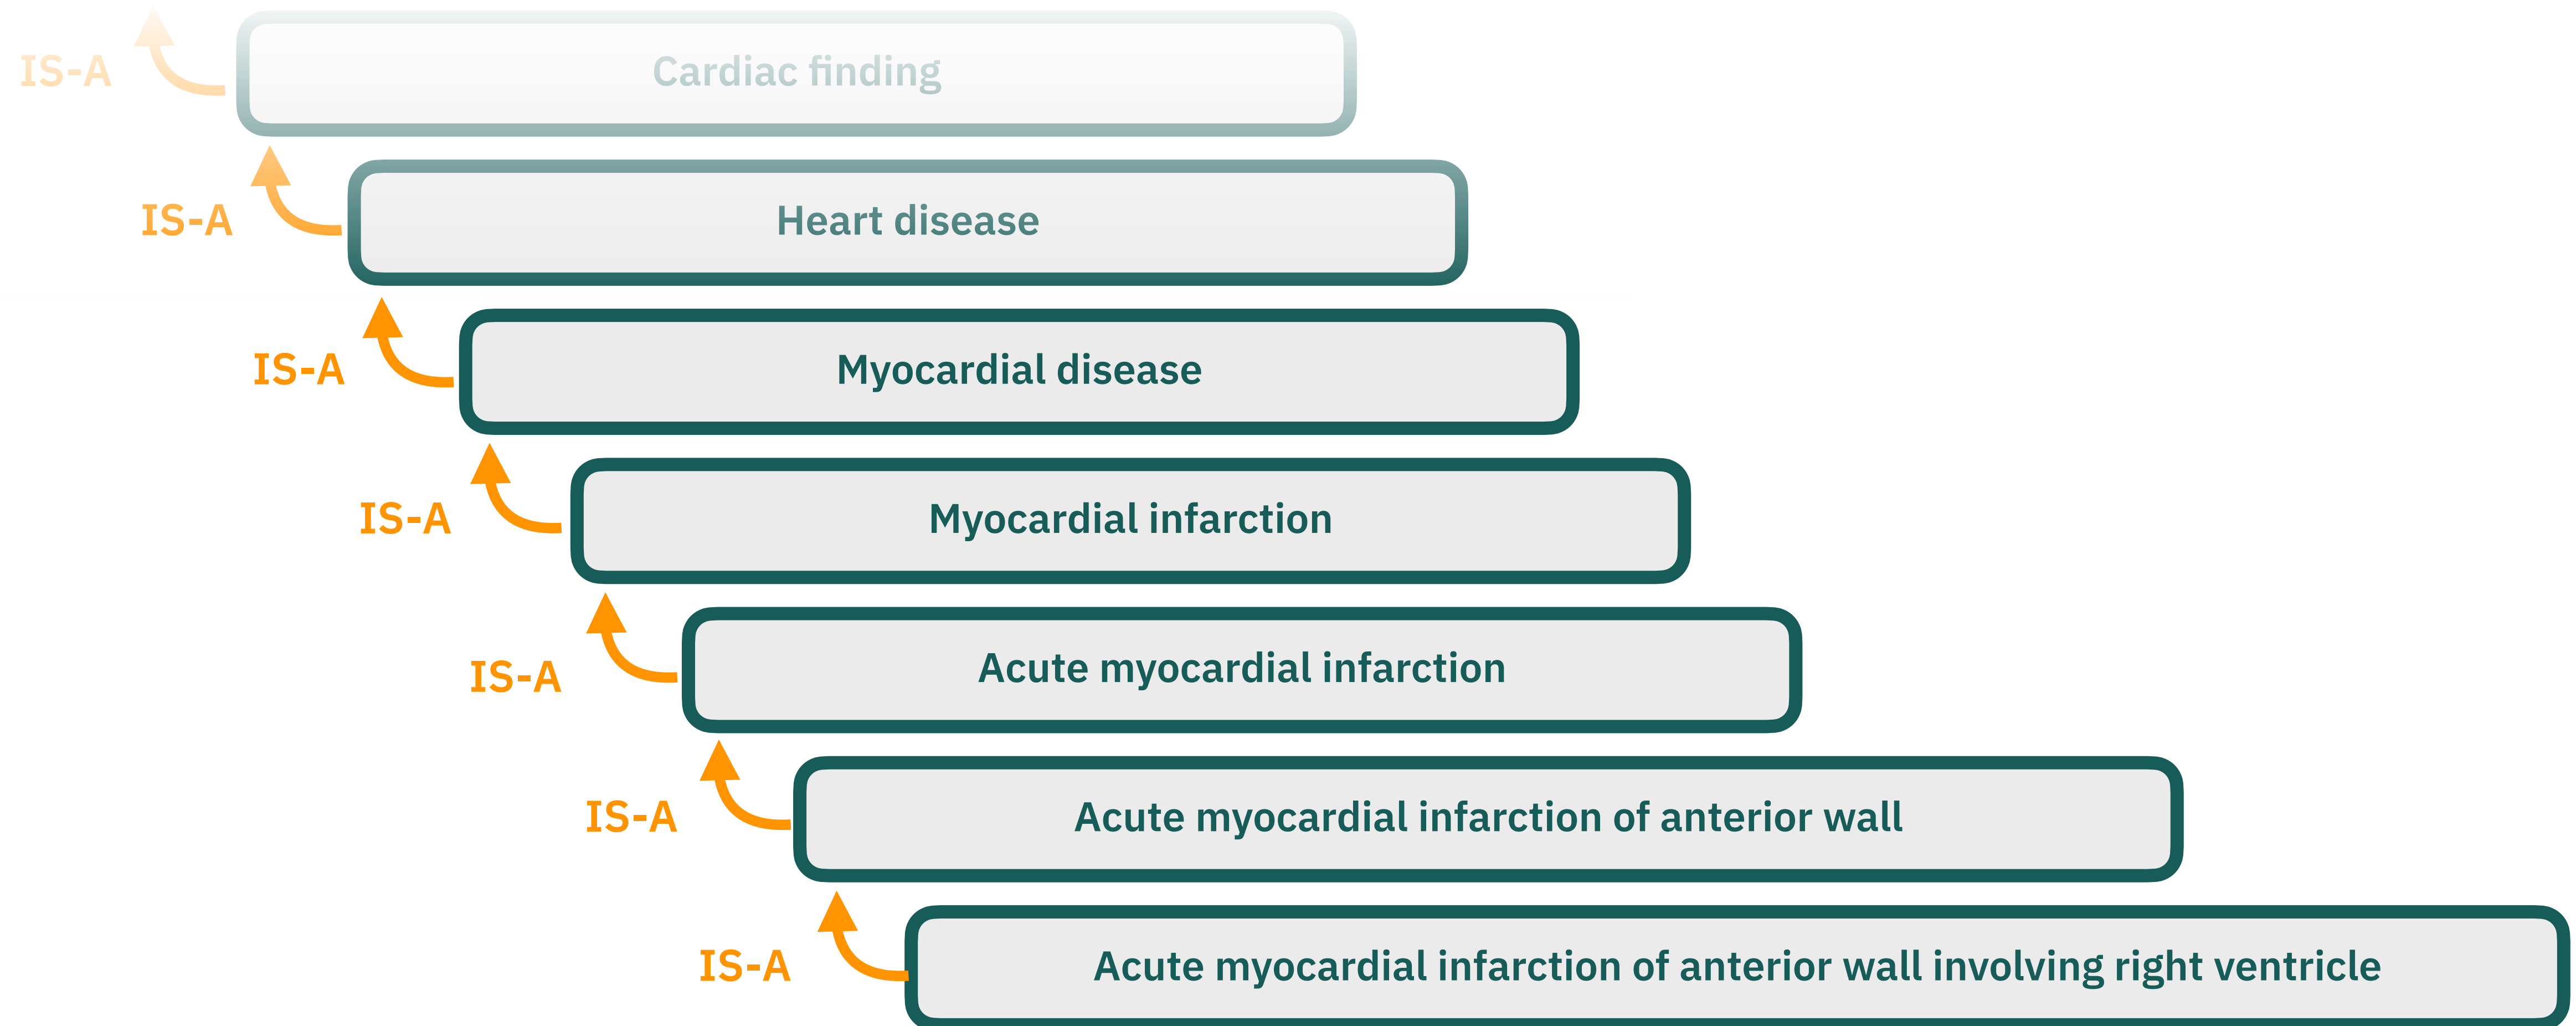 IS-A
Cardiac finding
IS-A
Heart disease
IS-A
Myocardial disease
IS-A
Myocardial infarction
IS-A
Acute myocardial infarction
IS-A
Acute myocardial infarction of anterior wall
IS-A
Acute myocardial infarction of anterior wall involving right ventricle